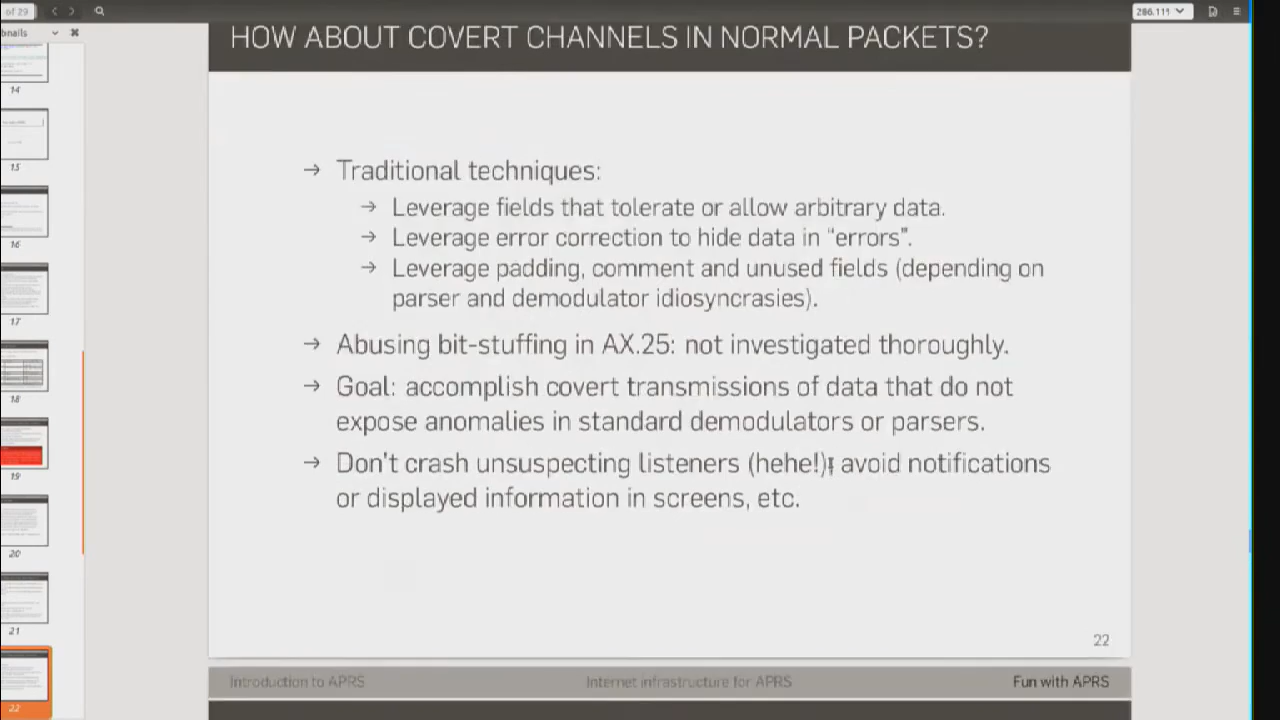 of 29
286.11%
bnails
HOW ABOUT COVERT CHANNELS IN NORMAL PACKETS?
→ Traditional techniques:
→ Leverage fields that tolerate or allow arbitrary data.
→ Leverage error correction to hide data in “errors”.
→ Leverage padding, comment and unused fields (depending on
parser and demodulator idiosyncrasies).
→ Abusing bit-stuffing in AX.25: not investigated thoroughly.
→ Goal: accomplish covert transmissions of data that do not
expose anomalies in standard demodulators or parsers.
→ Don't crash unsuspecting listeners (hehe!), avoid notifications
or displayed information in screens, etc.
22
Introduction to APRS
Internet infrastructure for APRS
Fun with APRS
14
15
16
17
18
19
20
21
22